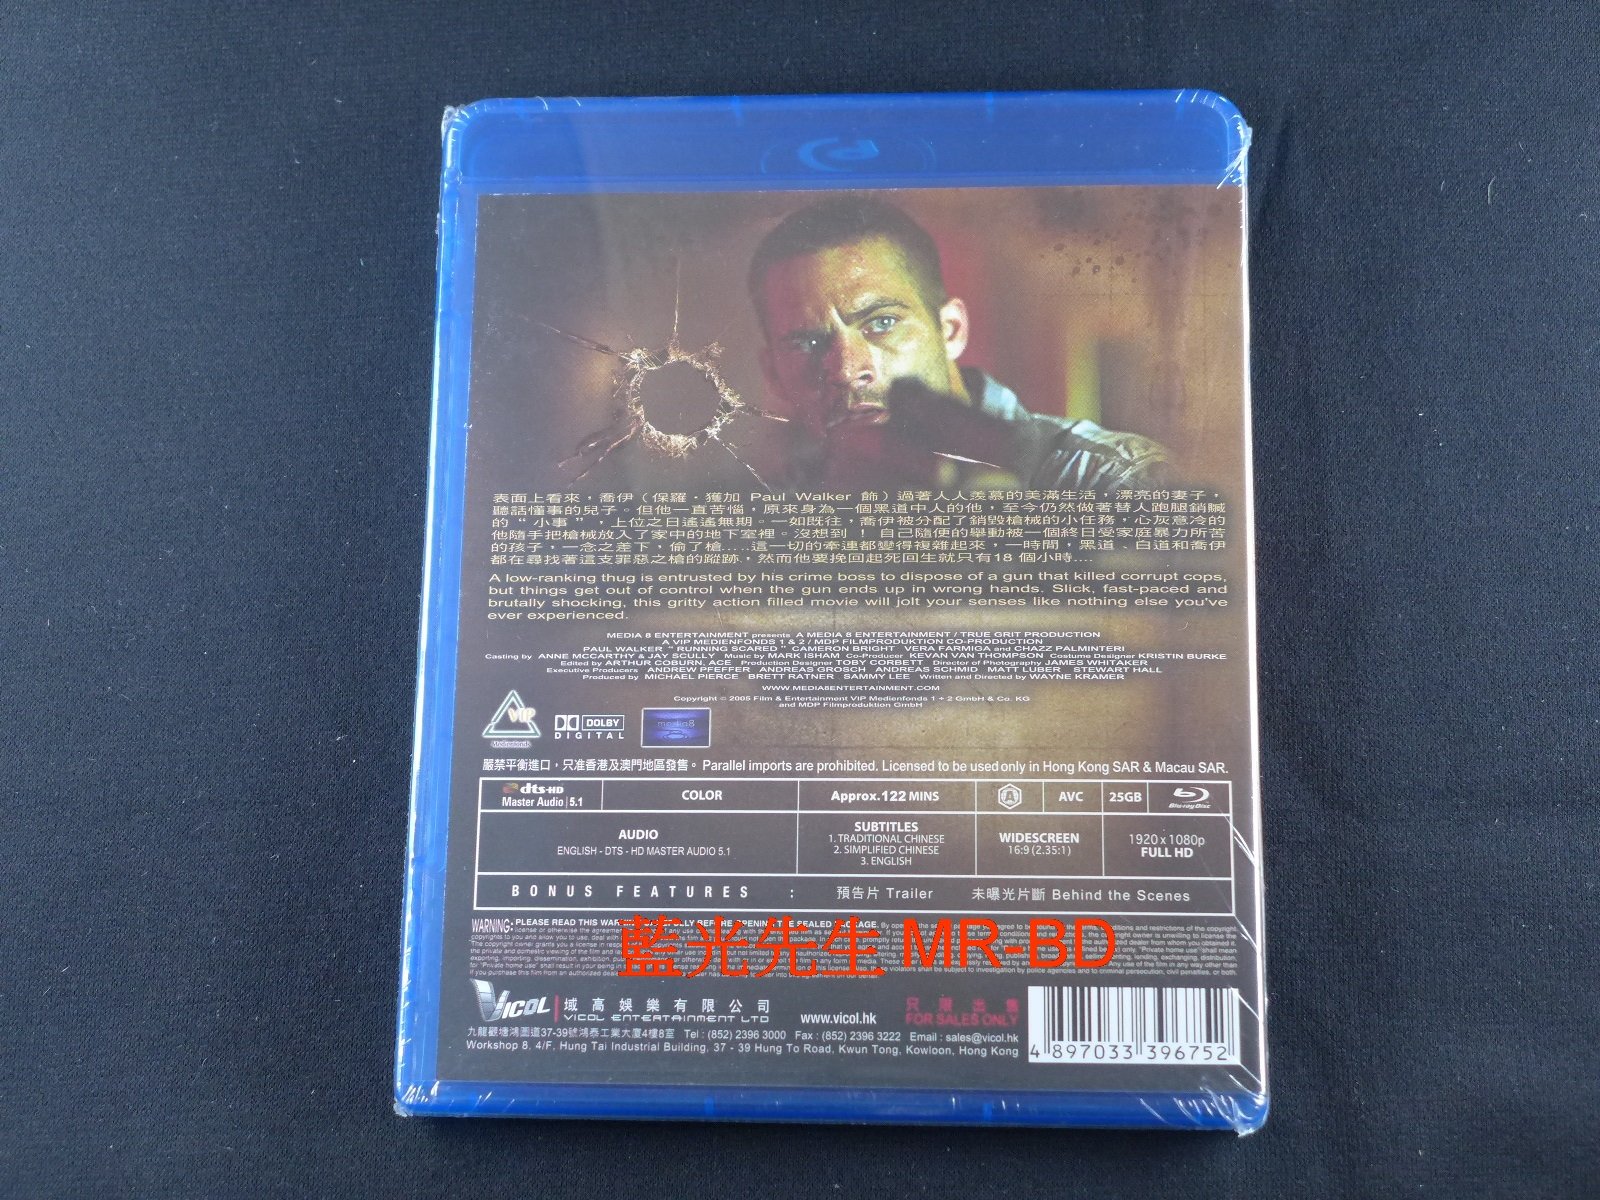 表面上看來，喬伊（保羅・獲加 Paul Walker 飾）過著人人羨慕的美滿生活，漂亮的妻子，
聽話懂事的兒子。但他一直苦惱，原來身為一個黑道中人的他，至今仍然做著替人跑腿銷贓
的“小事”，上位之日遙遙無期。一如既往，喬伊被分配了銷毀槍械的小任務，心灰意冷的
他隨手把槍械放入了家中的地下室裡。沒想到！自己隨便的舉動被一個終日受家庭暴力所苦
的孩子，一念之差下，偷了槍.....這一切的牽連都變得複雜起來，一時間，黑道、白道和喬伊
都在尋找著這支罪惡之槍的蹤跡，然而他要挽回起死回生就只有18 個小時....
A low-ranking thug is entrusted by his crime boss to dispose of a gun that killed corrupt cops,
but things get out of control when the gun ends up in wrong hands. Slick, fast-paced and
brutally shocking, this gritty action filled movie will jolt your senses like nothing else you've
ever experienced.
MEDIA 8 ENTERTAINMENT presents A MEDIA 8 ENTERTAINMENT / TRUE GRIT PRODUCTION
A VIP MEDIENFONDS 1 & 2 / MDP FILMPRODUKTION CO-PRODUCTION
PAUL WALKER " RUNNING SCARED " CAMERON BRIGHT VERA FARMIGA and CHAZZ PALMINTERI
Casting by ANNE MCCARTHY & JAY SCULLY Music by MARK ISHAM Co-Producer KEVAN VAN THOMPSON Costume Designer KRISTIN BURKE
Edited by ARTHUR COBURN, ACE Production Designer TOBY CORBETT Director of Photography JAMES WHITAKER
Executive Producers ANDREW PFEFFER ANDREAS GROSCH ANDREAS SCHMID MATT LUBER STEWART HALL
Produced by MICHAEL PIERCE BRETT RATNER SAMMY LEE Written and Directed by WAYNE KRAMER
WWW.MEDIA8ENTERTAINMENT.COM
Copyright © 2005 Film & Entertainment VIP Medienfonds 1 + 2 GmbH & Co. KG
and MDP Filmproduktion GmbH
VIP
Medienfonds
DOLBY
DIGITAL
media8
嚴禁平衡進口，只准香港及澳門地區發售。 Parallel imports are prohibited. Licensed to be used only in Hong Kong SAR & Macau SAR.
dts-HD
Master Audio | 5.1
COLOR
Approx.122 MINS
AVC
25GB
Blu-ray Disc
AUDIO
ENGLISH - DTS - HD MASTER AUDIO 5.1
SUBTITLES
1. TRADITIONAL CHINESE
2. SIMPLIFIED CHINESE
3. ENGLISH
WIDESCREEN
16:9 (2.35:1)
1920 x 1080p
FULL HD
BONUS FEATURES : 預告片 Trailer 未曝光片斷 Behind the Scenes
藍光先生 MR-BD
VICOL 域高娛樂有限公司
VICOL ENTERTAINMENT LTD
www.vicol.hk
只限出售
FOR SALES ONLY
九龍觀塘鴻圖道37-39號鴻泰工業大廈4樓8室 Tel : (852) 2396 3000 Fax : (852) 2396 3222 Email : sales@vicol.hk
Workshop 8, 4/F, Hung Tai Industrial Building, 37 - 39 Hung To Road, Kwun Tong, Kowloon, Hong Kong
4 897033 396752